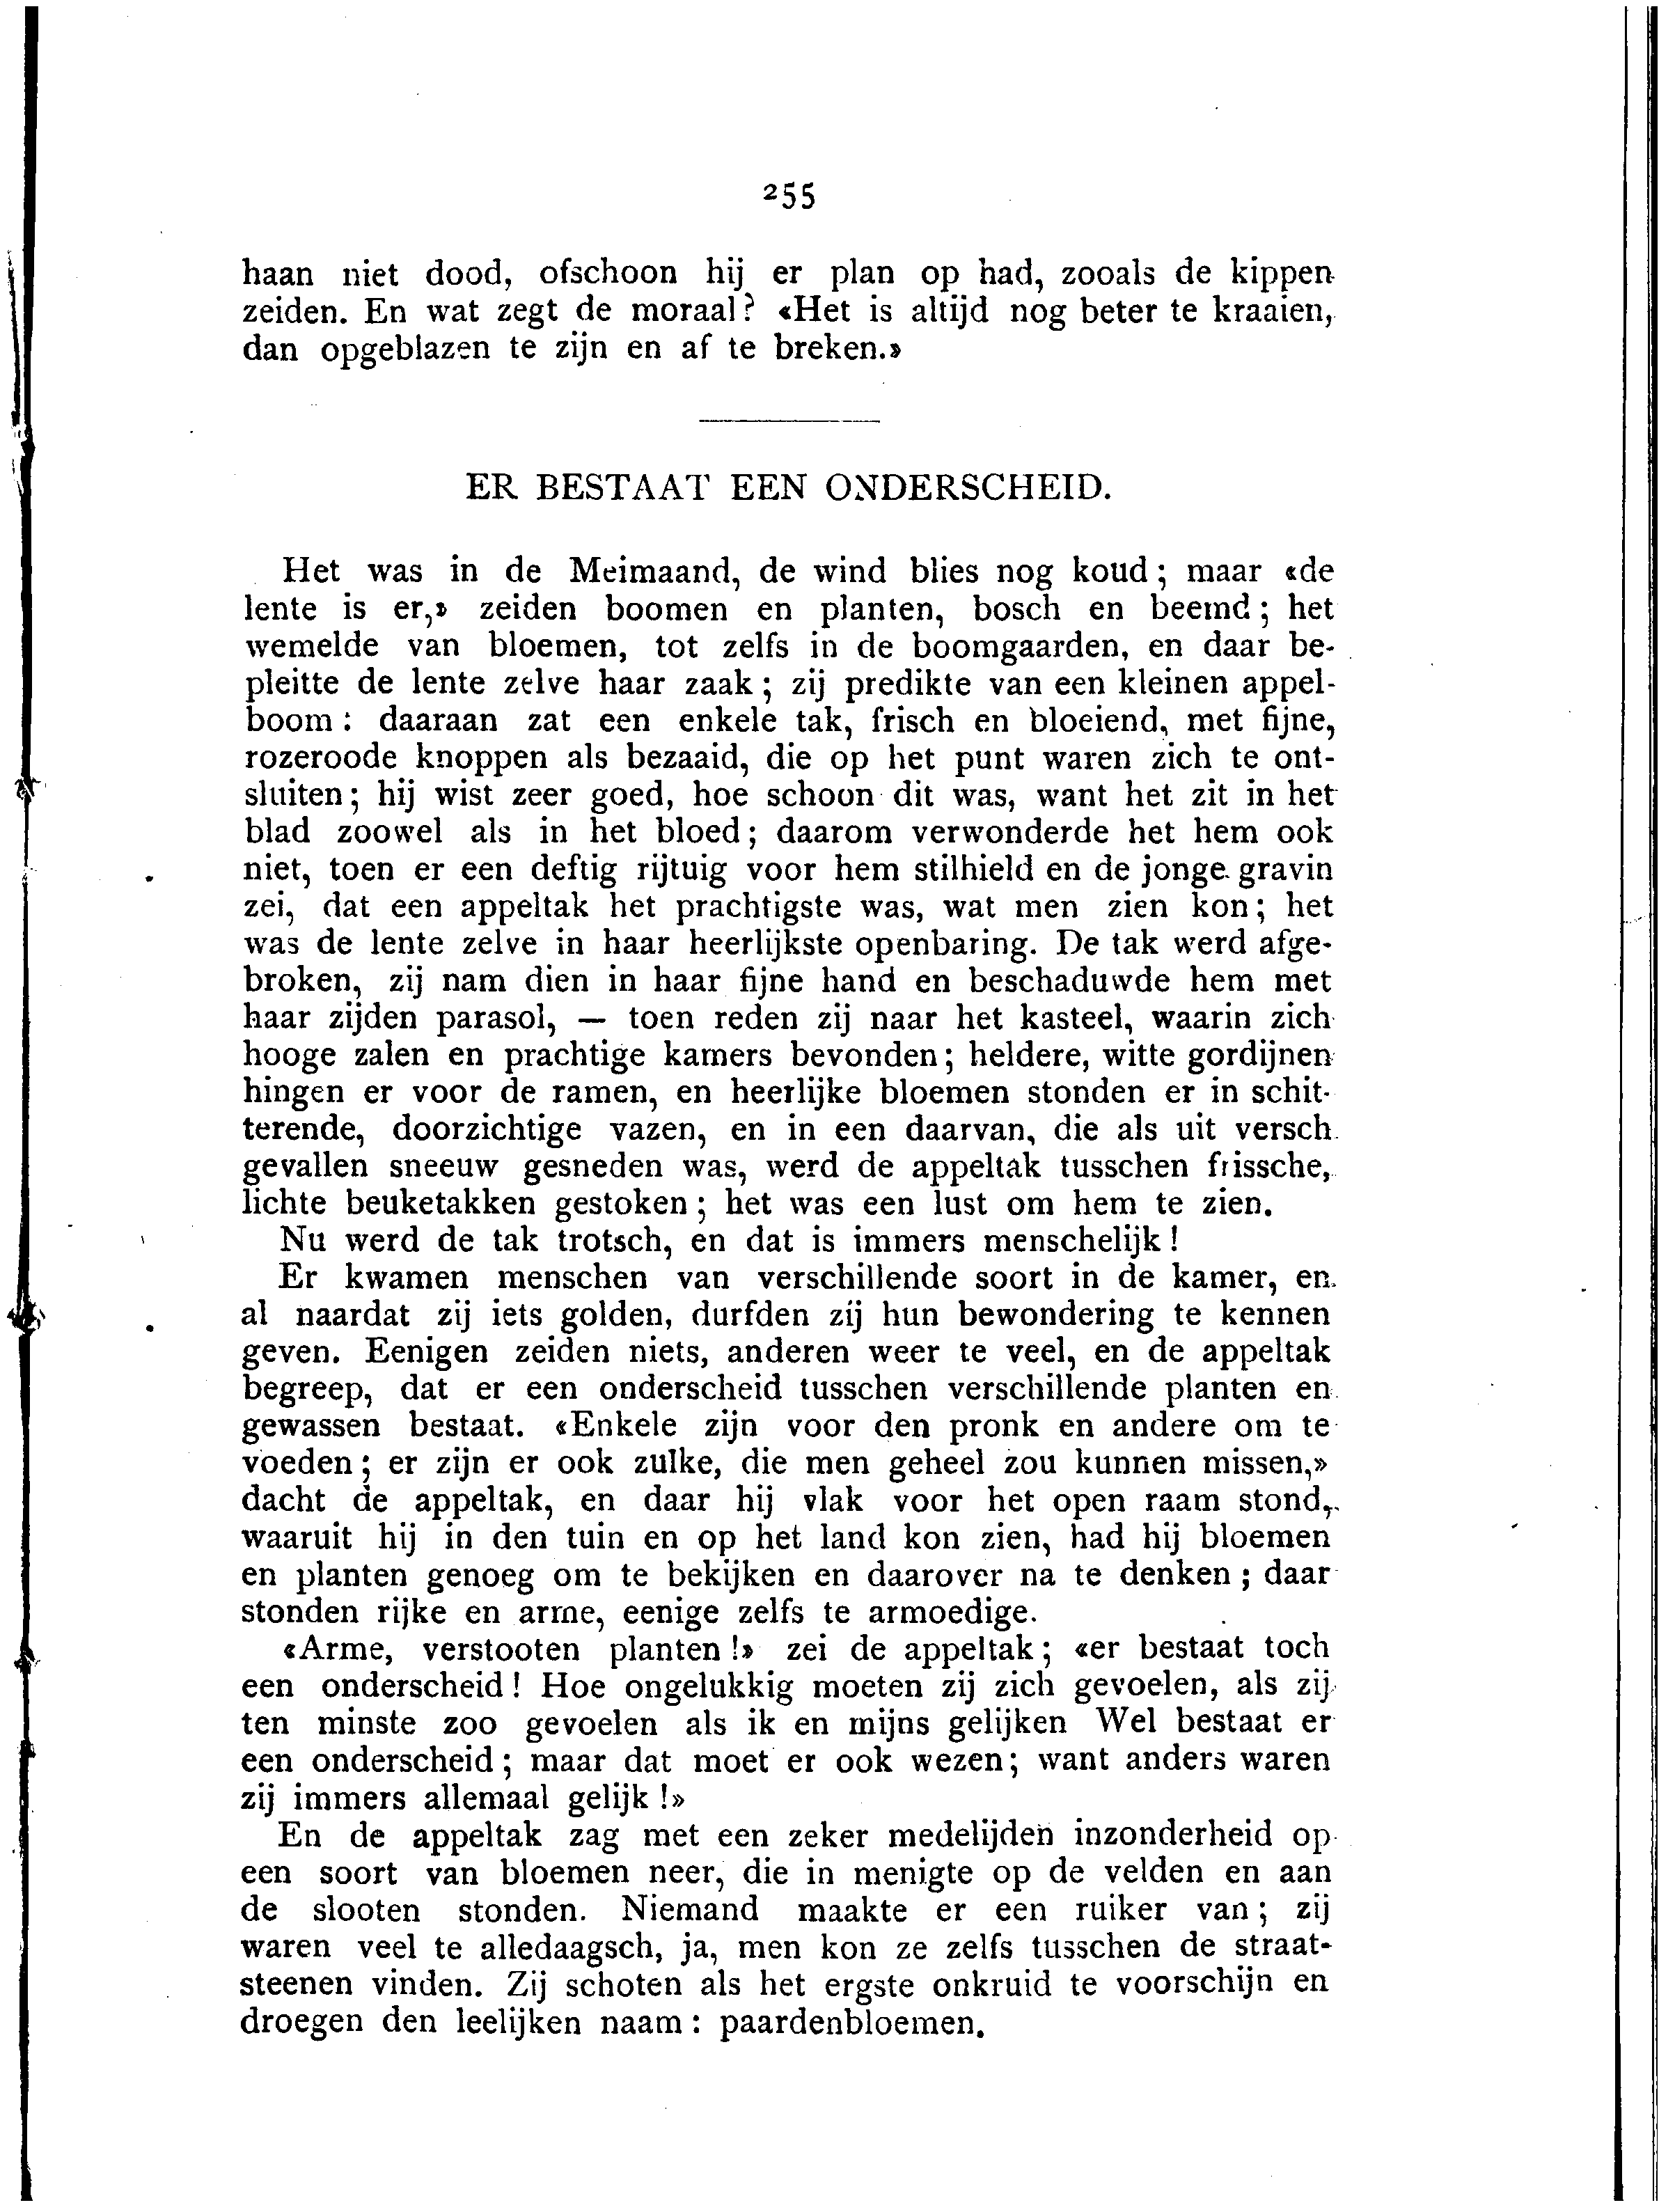 255
haan niet dood, ofschoon hij er plan op had, zooals de kippen
zeiden. En wat zegt de moraal? «Het is altijd nog beter te kraaien,
dan opgeblazen te zijn en af te breken.»
ER BESTAAT EEN ONDERSCHEID.
Het was in de Meimaand, de wind blies nog koud; maar «de
lente is er,» zeiden boomen en planten, bosch en beemd; het
wemelde van bloemen, tot zelfs in de boomgaarden, en daar be-
pleitte de lente zelve haar zaak; zij predikte van een kleinen appel-
boom: daaraan zat een enkele tak, frisch en bloeiend, met fijne,
rozeroode knoppen als bezaaid, die op het punt waren zich te ont-
sluiten; hij wist zeer goed, hoe schoon dit was, want het zit in het
blad zoowel als in het bloed; daarom verwonderde het hem ook
niet, toen er een deftig rijtuig voor hem stilhield en de jonge gravin
zei, dat een appeltak het prachtigste was, wat men zien kon; het
was de lente zelve in haar heerlijkste openbaring. De tak werd afge-
broken, zij nam dien in haar fijne hand en beschaduwde hem met
haar zijden parasol, — toen reden zij naar het kasteel, waarin zich
hooge zalen en prachtige kamers bevonden; heldere, witte gordijnen
hingen er voor de ramen, en heerlijke bloemen stonden er in schit-
terende, doorzichtige vazen, en in een daarvan, die als uit versch
gevallen sneeuw gesneden was, werd de appeltak tusschen frissche,
lichte beuketakken gestoken; het was een lust om hem te zien.
Nu werd de tak trotsch, en dat is immers menschelijk!
Er kwamen menschen van verschillende soort in de kamer, en
al naardat zij iets golden, durfden zij hun bewondering te kennen
geven. Eenigen zeiden niets, anderen weer te veel, en de appeltak
begreep, dat er een onderscheid tusschen verschillende planten en
gewassen bestaat. «Enkele zijn voor den pronk en andere om te
voeden; er zijn er ook zulke, die men geheel zou kunnen missen,»
dacht de appeltak, en daar hij vlak voor het open raam stond,
waaruit hij in den tuin en op het land kon zien, had hij bloemen
en planten genoeg om te bekijken en daarover na te denken; daar
stonden rijke en arme, eenige zelfs te armoedige.
«Arme, verstooten planten!» zei de appeltak; «er bestaat toch
een onderscheid! Hoe ongelukkig moeten zij zich gevoelen, als zij
ten minste zoo gevoelen als ik en mijns gelijken Wel bestaat er
een onderscheid; maar dat moet er ook wezen; want anders waren
zij immers allemaal gelijk!»
En de appeltak zag met een zeker medelijden inzonderheid op
een soort van bloemen neer, die in menigte op de velden en aan
de slooten stonden. Niemand maakte er een ruiker van; zij
waren veel te alledaagsch, ja, men kon ze zelfs tusschen de straat-
steenen vinden. Zij schoten als het ergste onkruid te voorschijn en
droegen den leelijken naam: paardenbloemen.